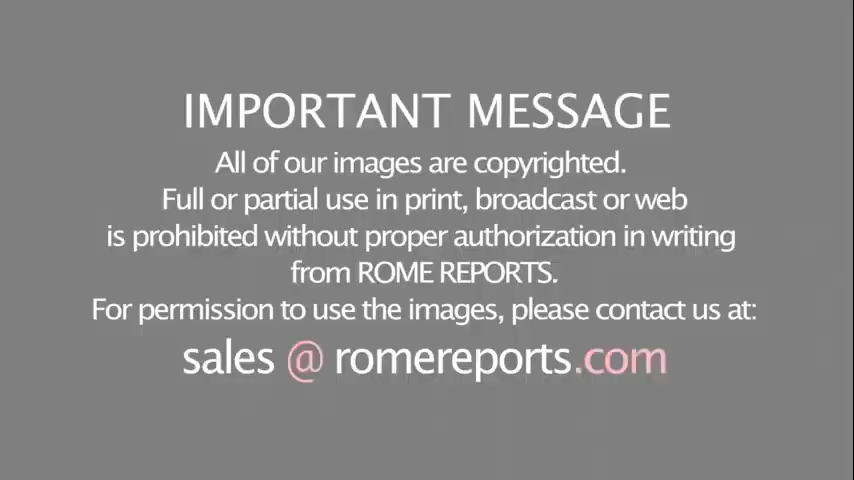 IMPORTANT MESSAGE
All of our images are copyrighted.
Full or partial use in print, broadcast or web
is prohibited without proper authorization in writing
from ROME REPORTS.
For permission to use the images, please contact us at:
sales @ romereports.com